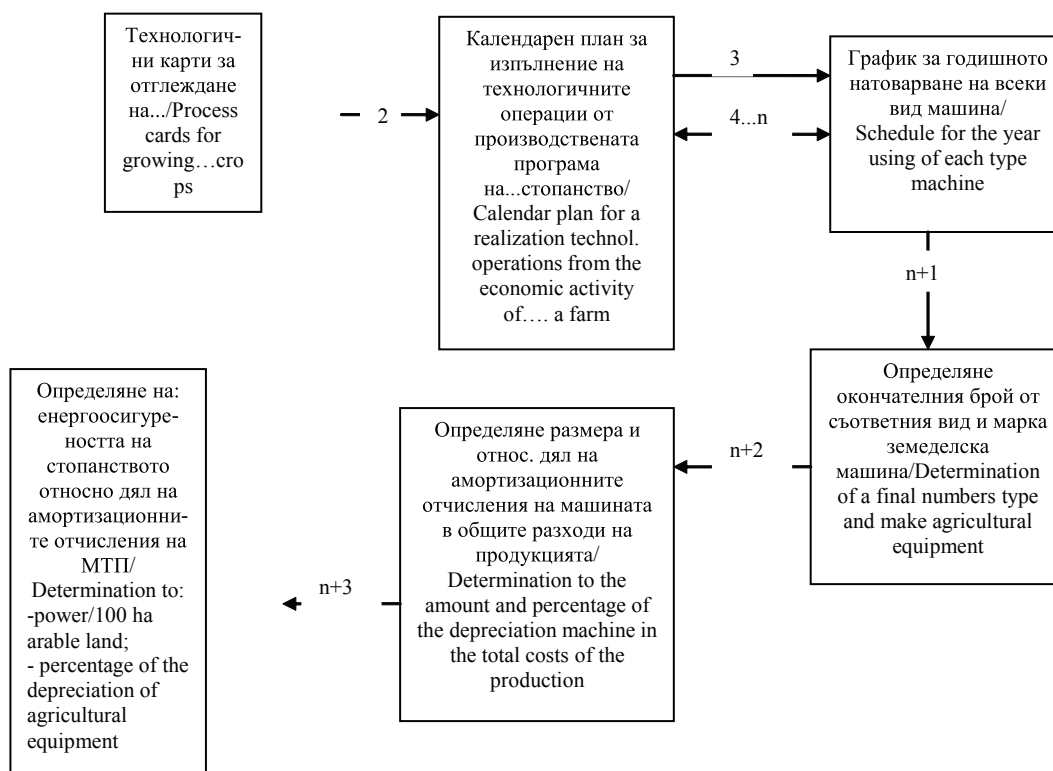 Технологич-
ни карти за
отглеждане
на.../Process
cards for
growing…cro
ps
2
Календарен план за
изпълнение на
технологичните
операции от
производствената
програма
на...стопанство/
Calendar plan for a
realization technol.
operations from the
economic activity
of…. a farm
3
4...n
График за годишното
натоварване на всеки
вид машина/
Schedule for the year
using of each type
machine
n+1
Определяне
окончателния брой от
съответния вид и марка
земеделска
машина/Determination
of a final numbers type
and make agricultural
equipment
n+2
Определяне размера и
относ. дял на
амортизационните
отчисления на машината
в общите разходи на
продукцията/
Determination to the
amount and percentage of
the depreciation machine in
the total costs of the
production
n+3
Определяне на:
енергоосигуре-
ността на
стопанството
относно дял на
амортизационни-
те отчисления на
МТП/
Determination to:
-power/100 ha
arable land;
- percentage of the
depreciation of
agricultural
equipment